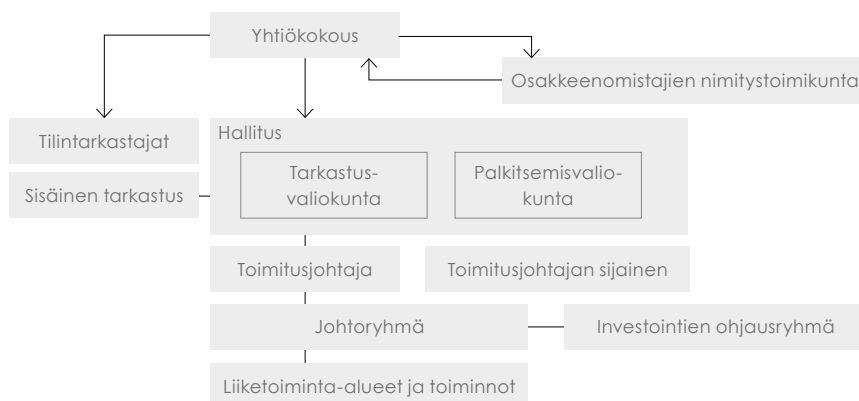 Yhtiökokous
Osakkeenomistajien nimitystoimikunta
Tilintarkastajat
Hallitus
Tarkastus-
valiokunta
Palkitsemisvalio-
kunta
Sisäinen tarkastus
Toimitusjohtaja
Toimitusjohtajan sijainen
Johtoryhmä
Investointien ohjausryhmä
Liiketoiminta-alueet ja toiminnot